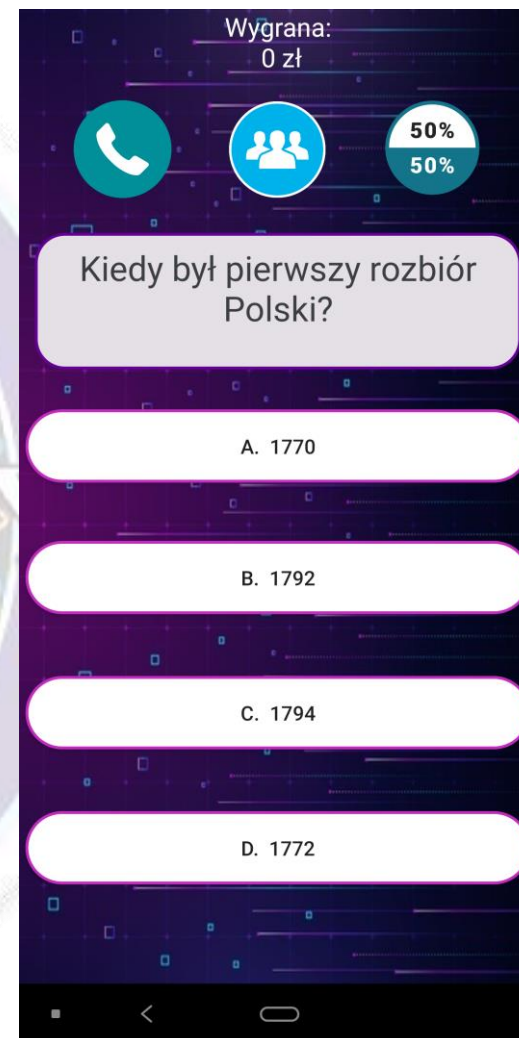 Wygrana:
0 zł
50%
50%
Kiedy był pierwszy rozbiór
Polski?
A. 1770
B. 1792
C. 1794
D. 1772